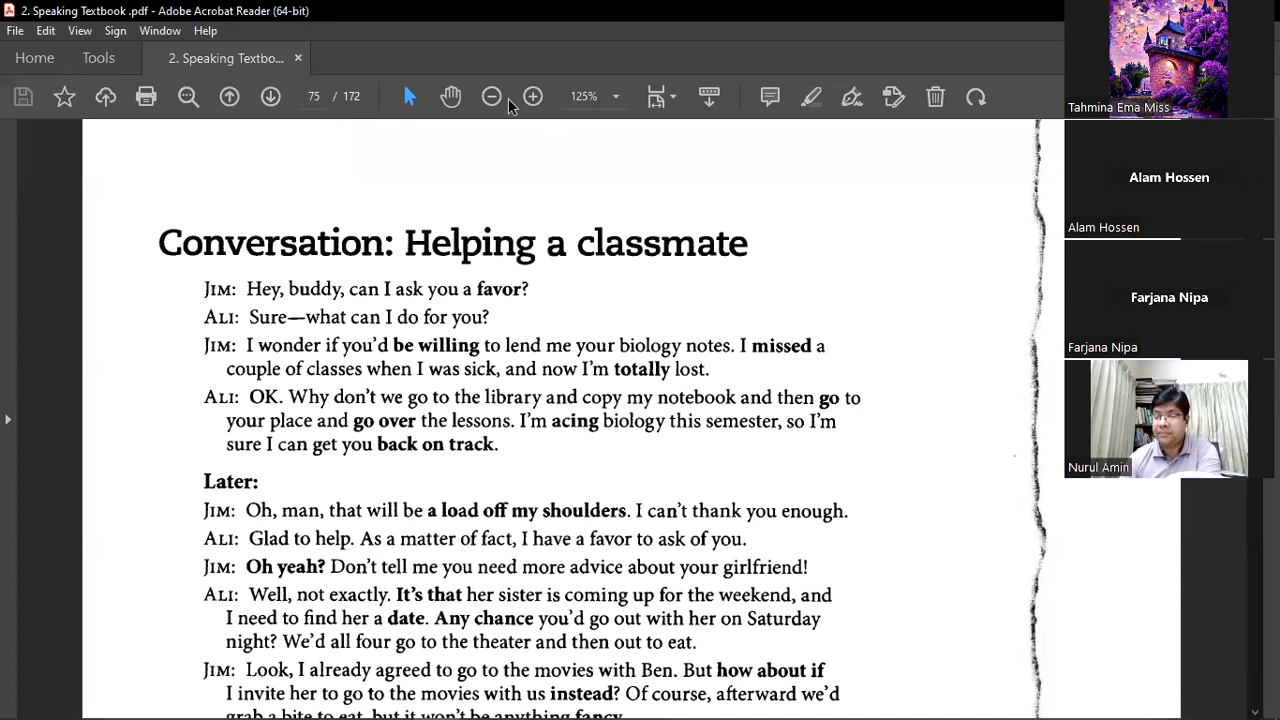 2. Speaking Textbook .pdf - Adobe Acrobat Reader (64-bit)
File Edit View Sign Window Help
Home Tools 2. Speaking Textbo... ×
75 / 172 125%
Conversation: Helping a classmate
JIM: Hey, buddy, can I ask you a favor?
ALI: Sure—what can I do for you?
JIM: I wonder if you'd be willing to lend me your biology notes. I missed a
couple of classes when I was sick, and now I'm totally lost.
ALI: OK. Why don't we go to the library and copy my notebook and then go to
your place and go over the lessons. I'm acing biology this semester, so I'm
sure I can get you back on track.
Later:
JIM: Oh, man, that will be a load off my shoulders. I can't thank you enough.
ALI: Glad to help. As a matter of fact, I have a favor to ask of you.
JIM: Oh yeah? Don't tell me you need more advice about your girlfriend!
ALI: Well, not exactly. It's that her sister is coming up for the weekend, and
I need to find her a date. Any chance you'd go out with her on Saturday
night? We'd all four go to the theater and then out to eat.
JIM: Look, I already agreed to go to the movies with Ben. But how about if
I invite her to go to the movies with us instead? Of course, afterward we'd
grab a bite to eat, but it won't be anything fancy.
Tahmina Ema Miss
Alam Hossen
Alam Hossen
Farjana Nipa
Farjana Nipa
Nurul Amin